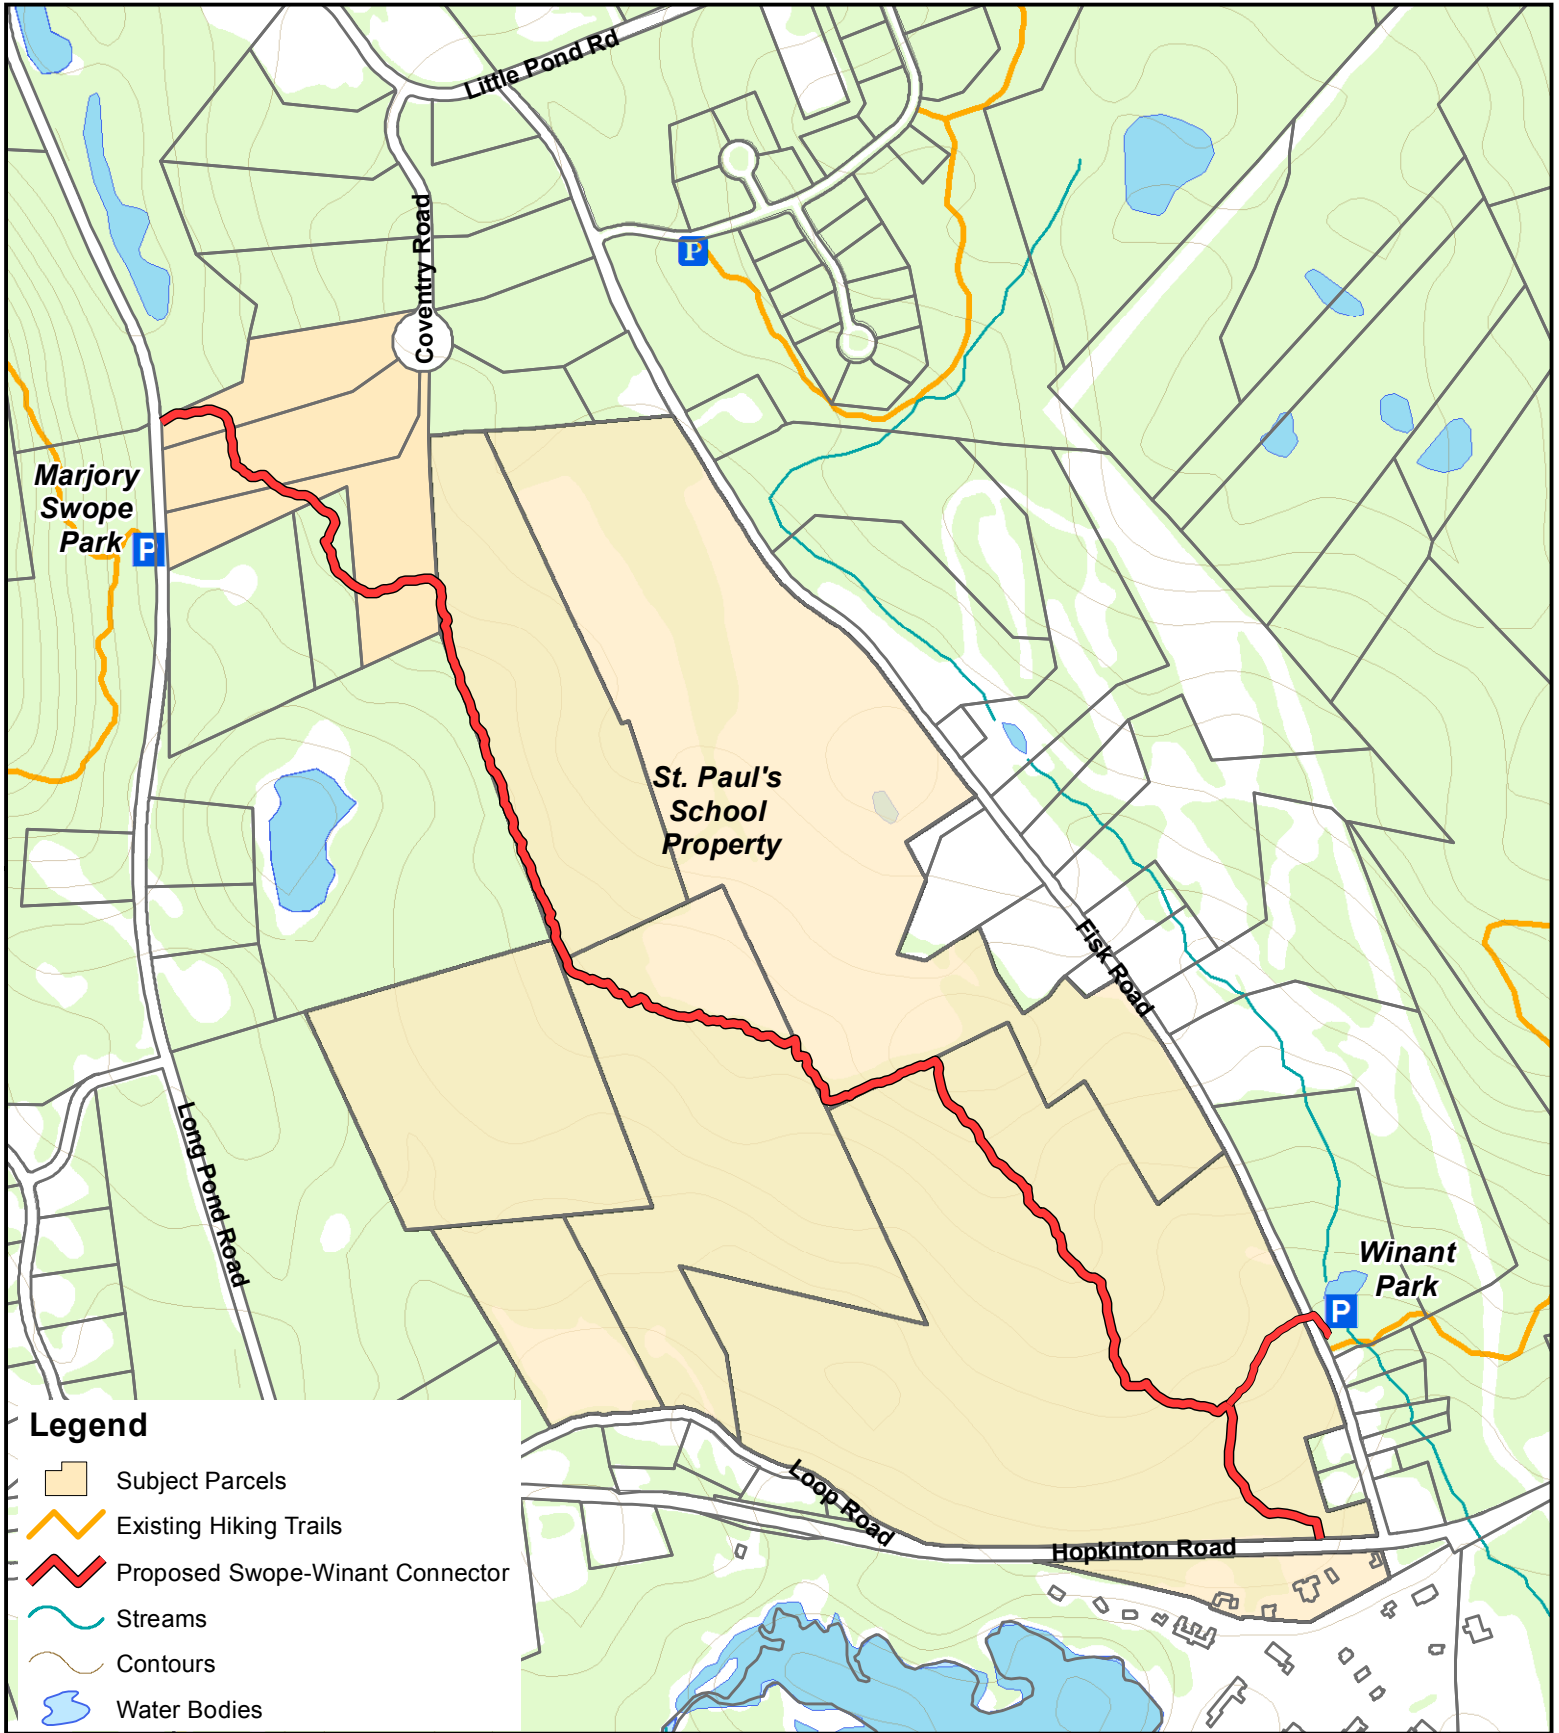 Little Pond Rd
Coventry Road
P
Marjory
Swope
Park
P
St. Paul's
School
Property
Fisk Road
Long Pond Road
Winant
Park
P
Loop Road
Hopkinton Road
Legend
Subject Parcels
Existing Hiking Trails
Proposed Swope-Winant Connector
Streams
Contours
Water Bodies